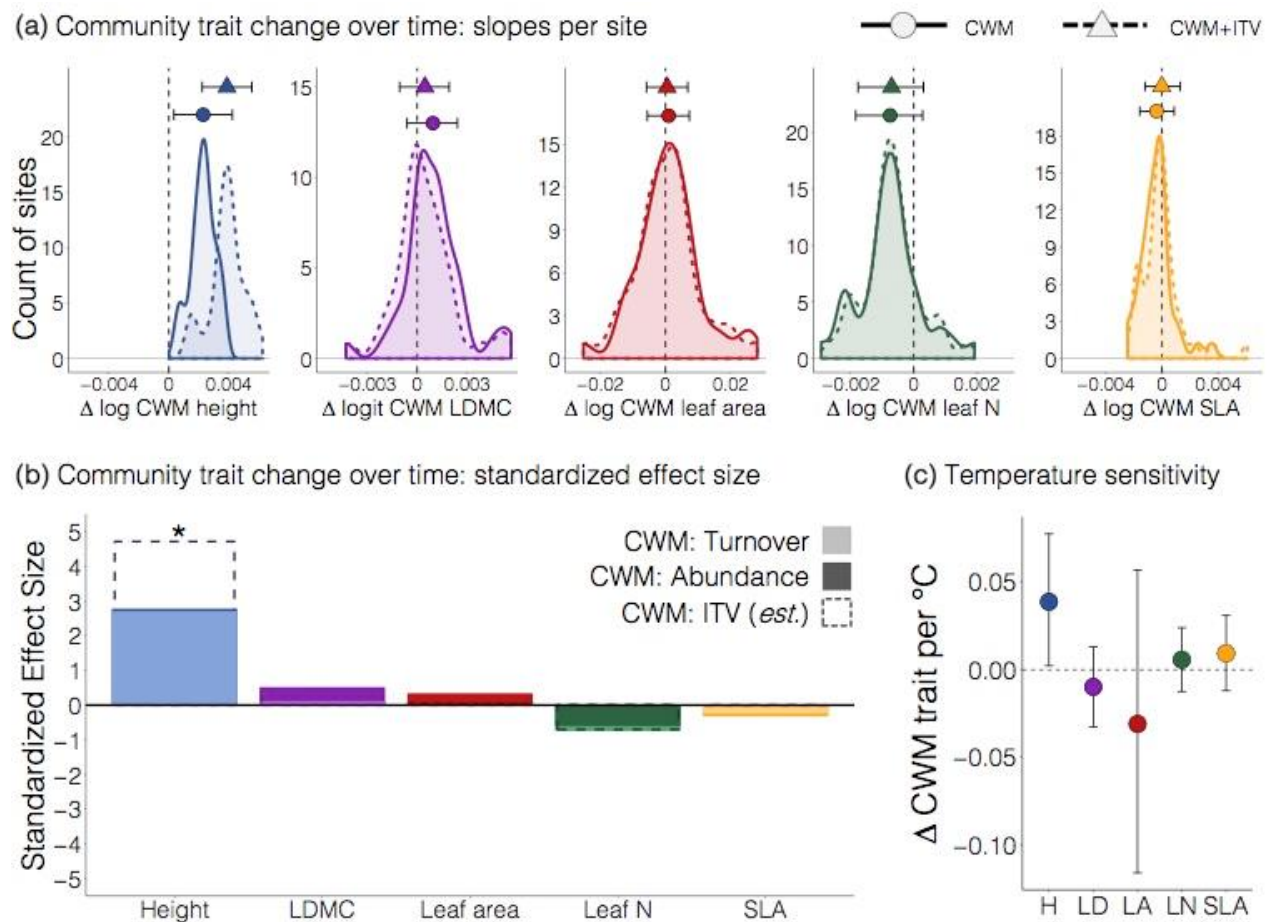 (a) Community trait change over time: slopes per site
CWM
CWM+ITV
Count of sites
20
15
10
5
0
−0.004 0 0.004
Δ log CWM height
15
10
5
0
−0.003 0 0.003
Δ logit CWM LDMC
15
12
9
6
3
0
−0.02 0 0.02
Δ log CWM leaf area
20
15
10
5
0
−0.002 0 0.002
Δ log CWM leaf N
18
15
12
9
6
3
0
−0.004 0 0.004
Δ log CWM SLA
(b) Community trait change over time: standardized effect size
Standardized Effect Size
5
4
3
2
1
0
−1
−2
−3
−4
−5
*
CWM: Turnover
CWM: Abundance
CWM: ITV (est.)
Height LDMC Leaf area Leaf N SLA
(c) Temperature sensitivity
Δ CWM trait per °C
0.05
0.00
−0.05
−0.10
H LD LA LN SLA